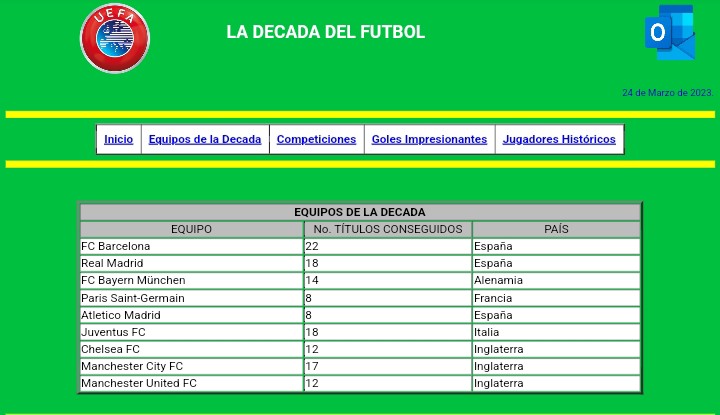 UEFA
LA DECADA DEL FUTBOL
O
24 de Marzo de 2023.
Inicio Equipos de la Decada Competiciones Goles Impresionantes Jugadores Históricos
EQUIPOS DE LA DECADA
EQUIPO No. TÍTULOS CONSEGUIDOS PAÍS
FC Barcelona 22 España
Real Madrid 18 España
FC Bayern München 14 Alenamia
Paris Saint-Germain 8 Francia
Atletico Madrid 8 España
Juventus FC 18 Italia
Chelsea FC 12 Inglaterra
Manchester City FC 17 Inglaterra
Manchester United FC 12 Inglaterra